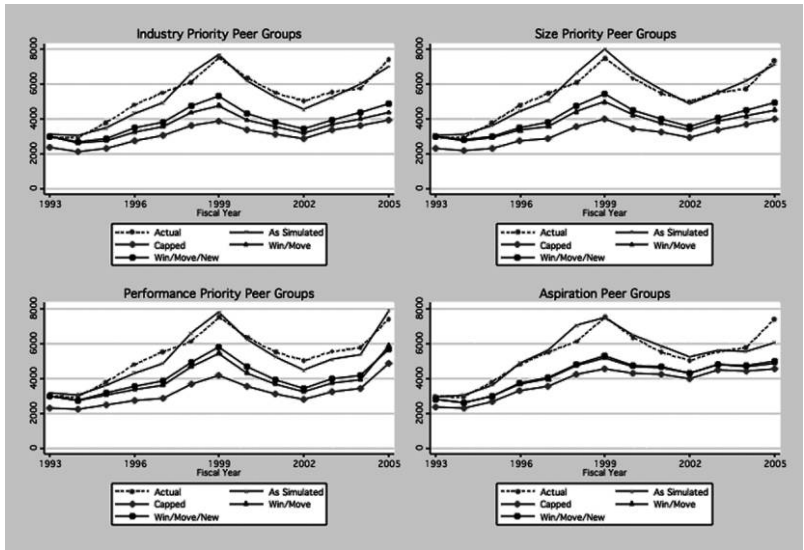 Industry Priority Peer Groups
8000
6000
4000
2000
0
1993 1996 1999 2002 2005
Fiscal Year
Actual As Simulated
Capped Win/Move
Win/Move/New
Size Priority Peer Groups
8000
6000
4000
2000
0
1993 1996 1999 2002 2005
Fiscal Year
Actual As Simulated
Capped Win/Move
Win/Move/New
Performance Priority Peer Groups
8000
6000
4000
2000
0
1993 1996 1999 2002 2005
Fiscal Year
Actual As Simulated
Capped Win/Move
Win/Move/New
Aspiration Peer Groups
8000
6000
4000
2000
0
1993 1996 1999 2002 2005
Fiscal Year
Actual As Simulated
Capped Win/Move
Win/Move/New